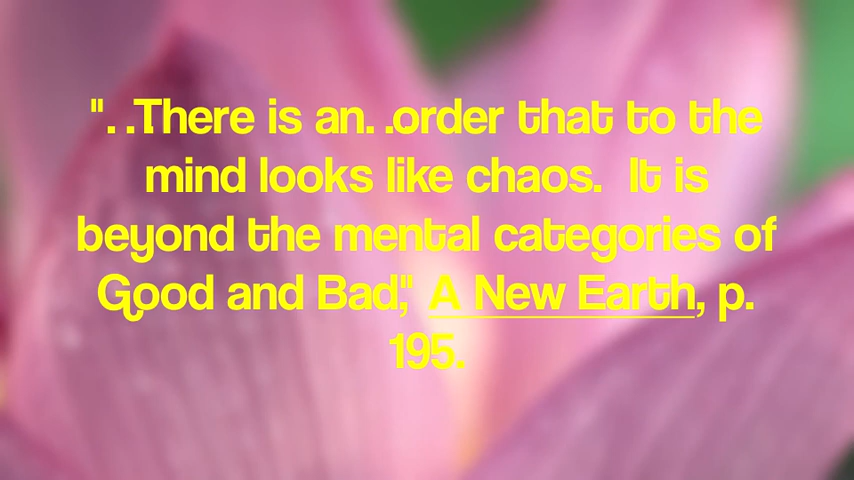 ". .There is an. .order that to the
mind looks like chaos.  It is
beyond the mental categories of
Good and Bad," A New Earth, p.
195.